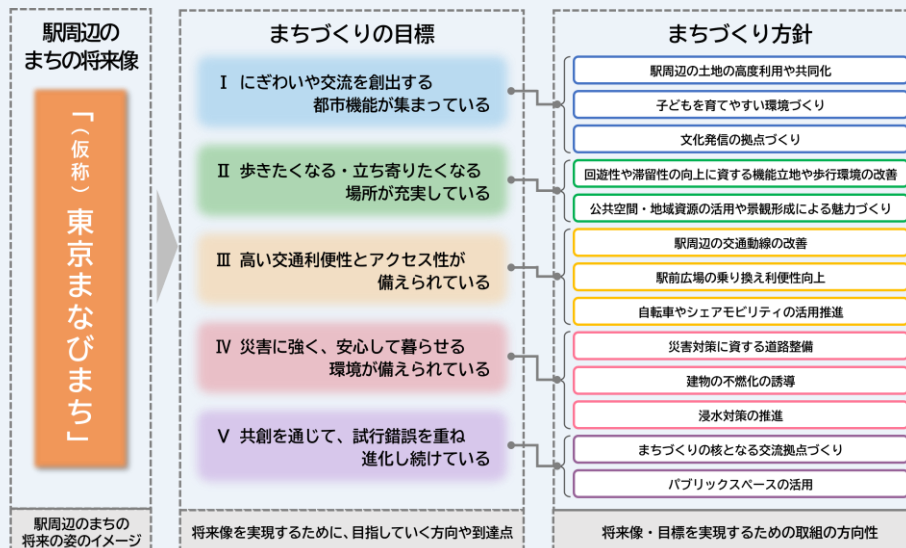 駅周辺の
まちの将来像
「（仮称）東京まなびまち」
駅周辺のまちの
将来の姿のイメージ
まちづくりの目標
Ⅰ にぎわいや交流を創出する
都市機能が集まっている
Ⅱ 歩きたくなる・立ち寄りたくなる
場所が充実している
Ⅲ 高い交通利便性とアクセス性が
備えられている
Ⅳ 災害に強く、安心して暮らせる
環境が備えられている
Ⅴ 共創を通じて、試行錯誤を重ね
進化し続けている
将来像を実現するために、目指していく方向や到達点
まちづくり方針
駅周辺の土地の高度利用や共同化
子どもを育てやすい環境づくり
文化発信の拠点づくり
回遊性や滞留性の向上に資する機能立地や歩行環境の改善
公共空間・地域資源の活用や景観形成による魅力づくり
駅周辺の交通動線の改善
駅前広場の乗り換え利便性向上
自転車やシェアモビリティの活用推進
災害対策に資する道路整備
建物の不燃化の誘導
浸水対策の推進
まちづくりの核となる交流拠点づくり
パブリックスペースの活用
将来像・目標を実現するための取組の方向性